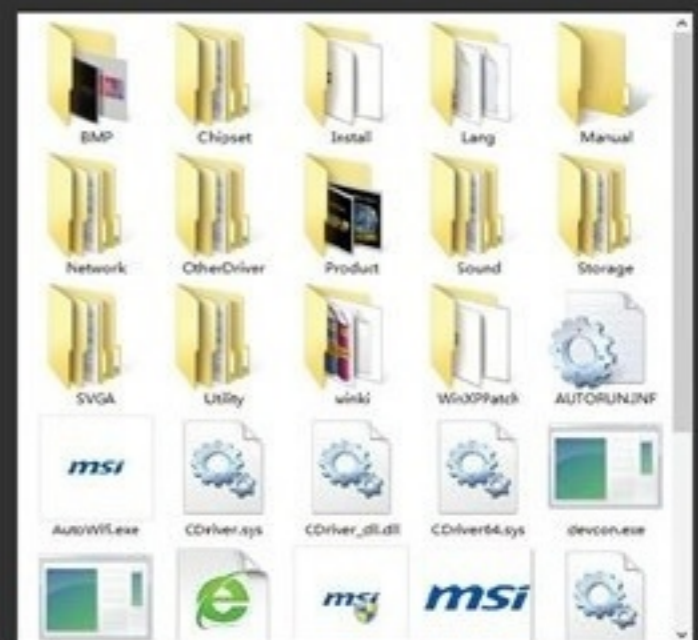 BMP Chipset Install Lang Manual
Network OtherDriver Product Sound Storage
SVGA Utility winki WinXPPatch AUTORUN.INF
msi
AutoWifi.exe CDriver.sys CDriver_dll.dll CDriver64.sys devcon.exe
msi msi